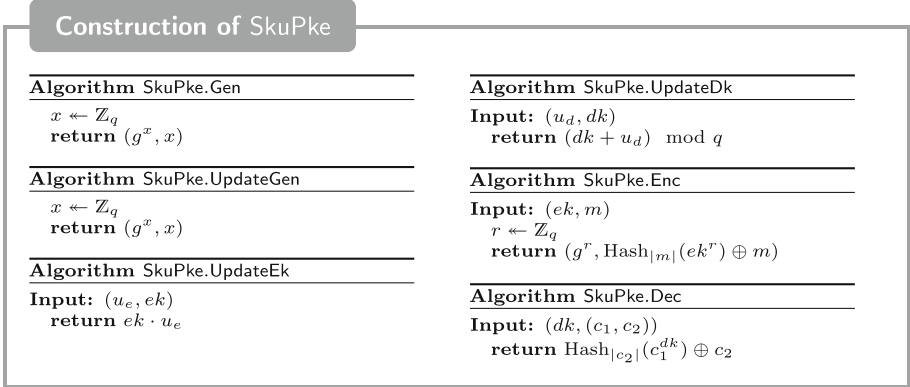 Construction of SkuPke
Algorithm SkuPke.Gen
x ↞ ℤ_q
return (g^x, x)
Algorithm SkuPke.UpdateGen
x ↞ ℤ_q
return (g^x, x)
Algorithm SkuPke.UpdateEk
Input: (u_e, ek)
return ek · u_e
Algorithm SkuPke.UpdateDk
Input: (u_d, dk)
return (dk + u_d) mod q
Algorithm SkuPke.Enc
Input: (ek, m)
r ↞ ℤ_q
return (g^r, Hash_{|m|}(ek^r) ⊕ m)
Algorithm SkuPke.Dec
Input: (dk, (c_1, c_2))
return Hash_{|c_2|}(c_1^{dk}) ⊕ c_2